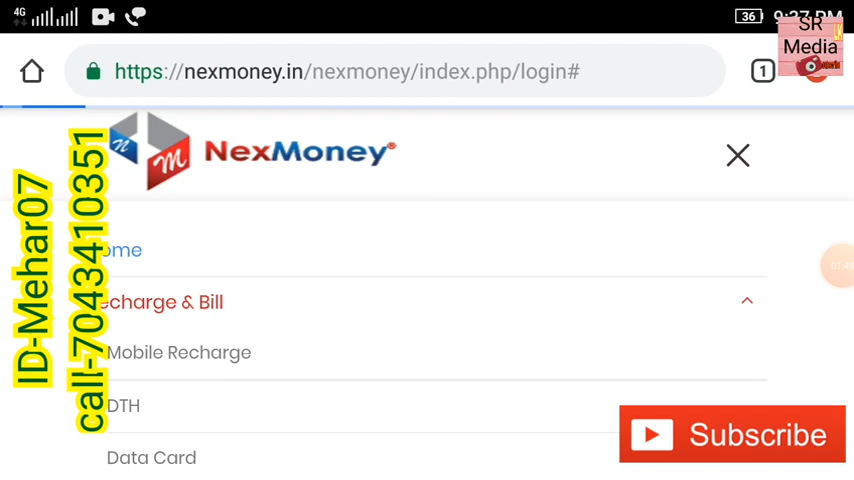 4G
36
SR
Media
https://nexmoney.in/nexmoney/index.php/login#
1
n m NexMoney®
ome
echarge & Bill
Mobile Recharge
DTH
Data Card
ID-Mehar07
call-7043410351
Subscribe